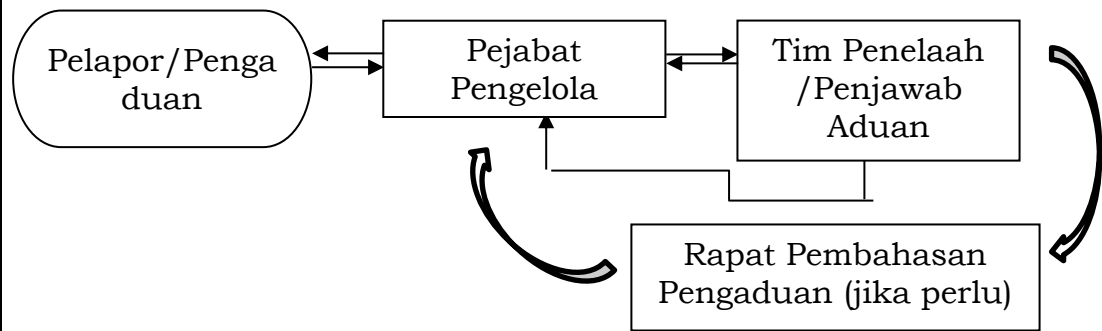 Pelapor/Penga
duan
Pejabat
Pengelola
Tim Penelaah
/Penjawab
Aduan
Rapat Pembahasan
Pengaduan (jika perlu)